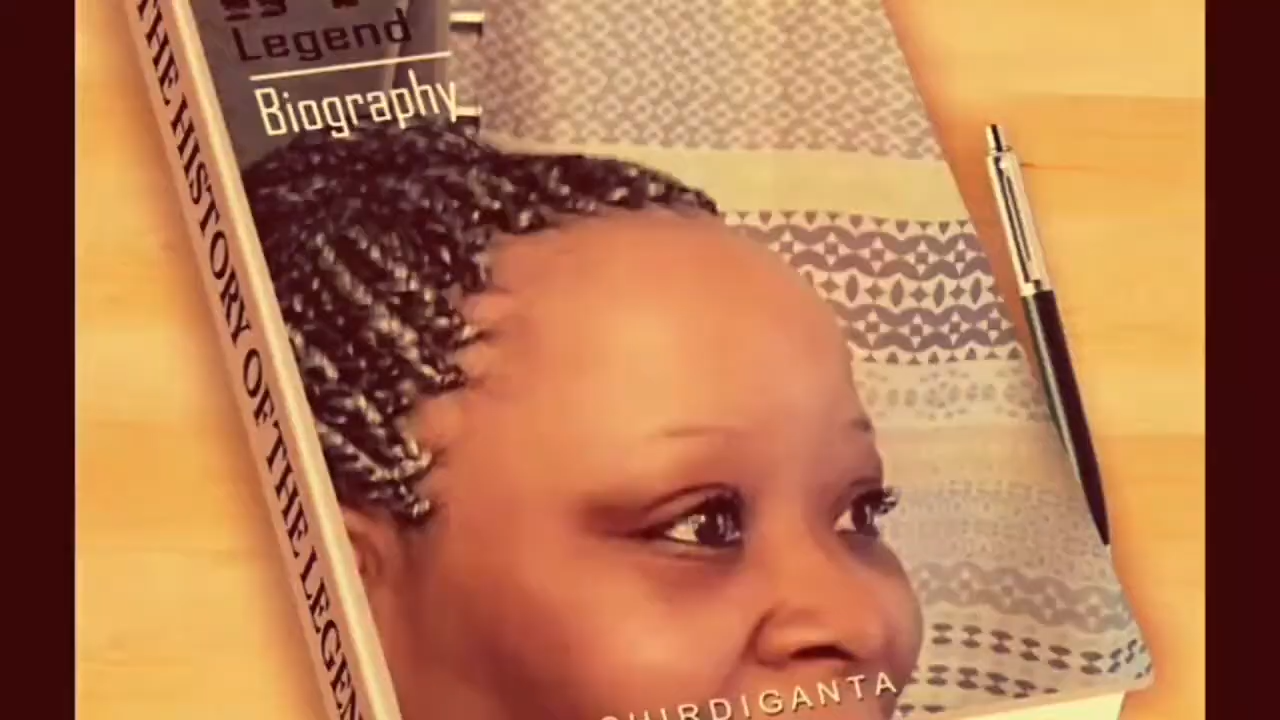 Legend
Biography
THE HISTORY OF THE LEGEN
CHIRDIGANTA